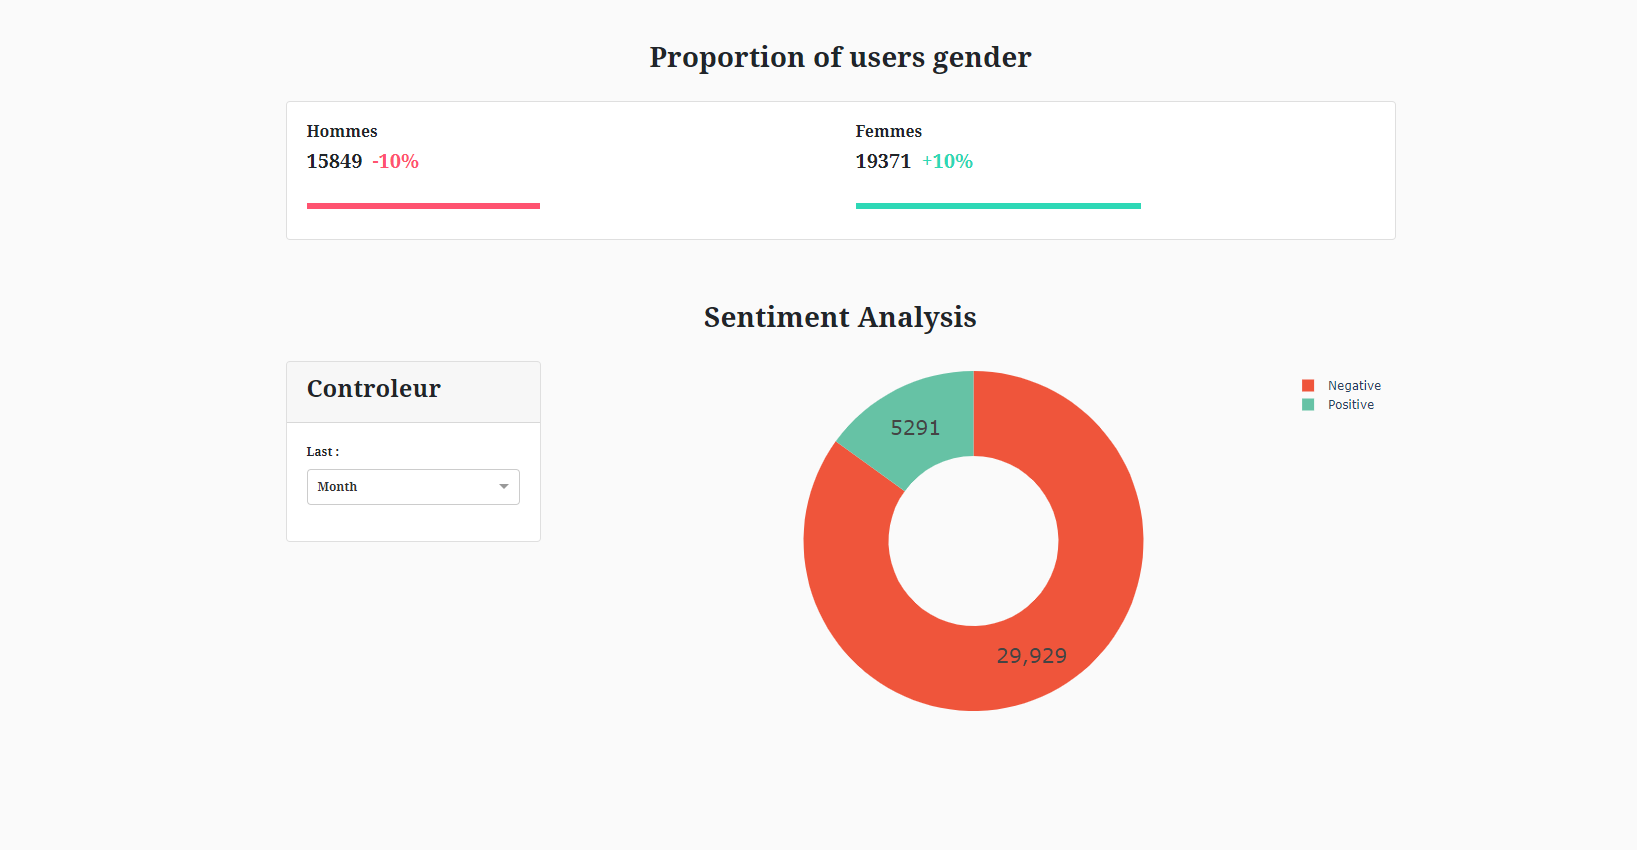 Proportion of users gender
Hommes
15849 -10%
Femmes
19371 +10%
Sentiment Analysis
Controleur
Last :
Month
5291
29,929
Negative
Positive